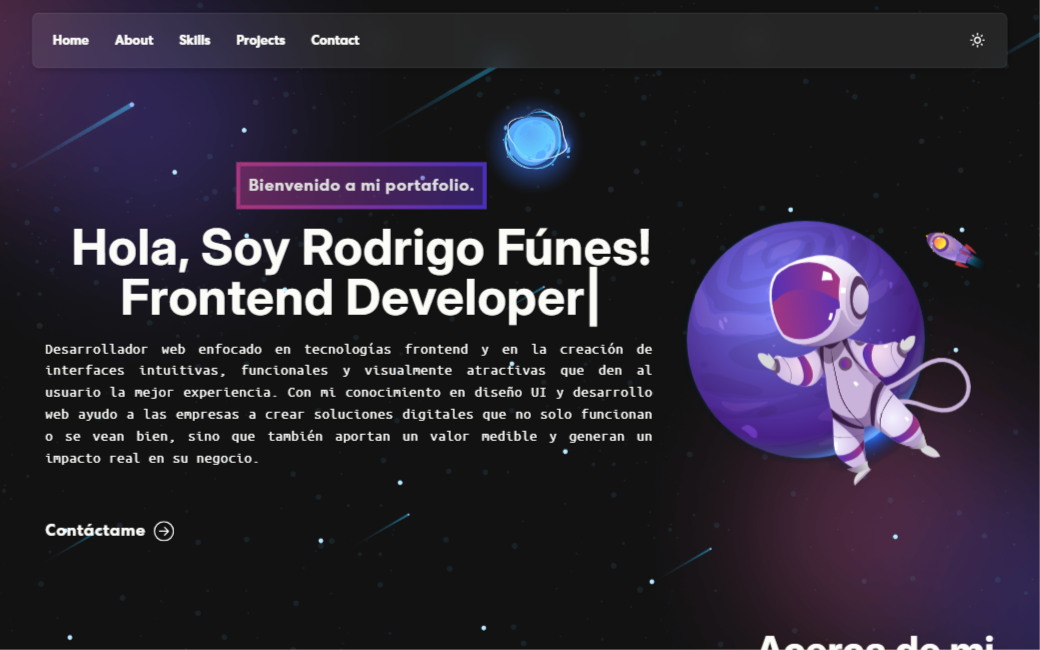 Home About Skills Projects Contact
Bienvenido a mi portafolio.
Hola, Soy Rodrigo Fúnes!
Frontend Developer|
Desarrollador web enfocado en tecnologías frontend y en la creación de
interfaces intuitivas, funcionales y visualmente atractivas que den al
usuario la mejor experiencia. Con mi conocimiento en diseño UI y desarrollo
web ayudo a las empresas a crear soluciones digitales que no solo funcionan
o se vean bien, sino que también aportan un valor medible y generan un
impacto real en su negocio.
Contáctame
Acerca de mi